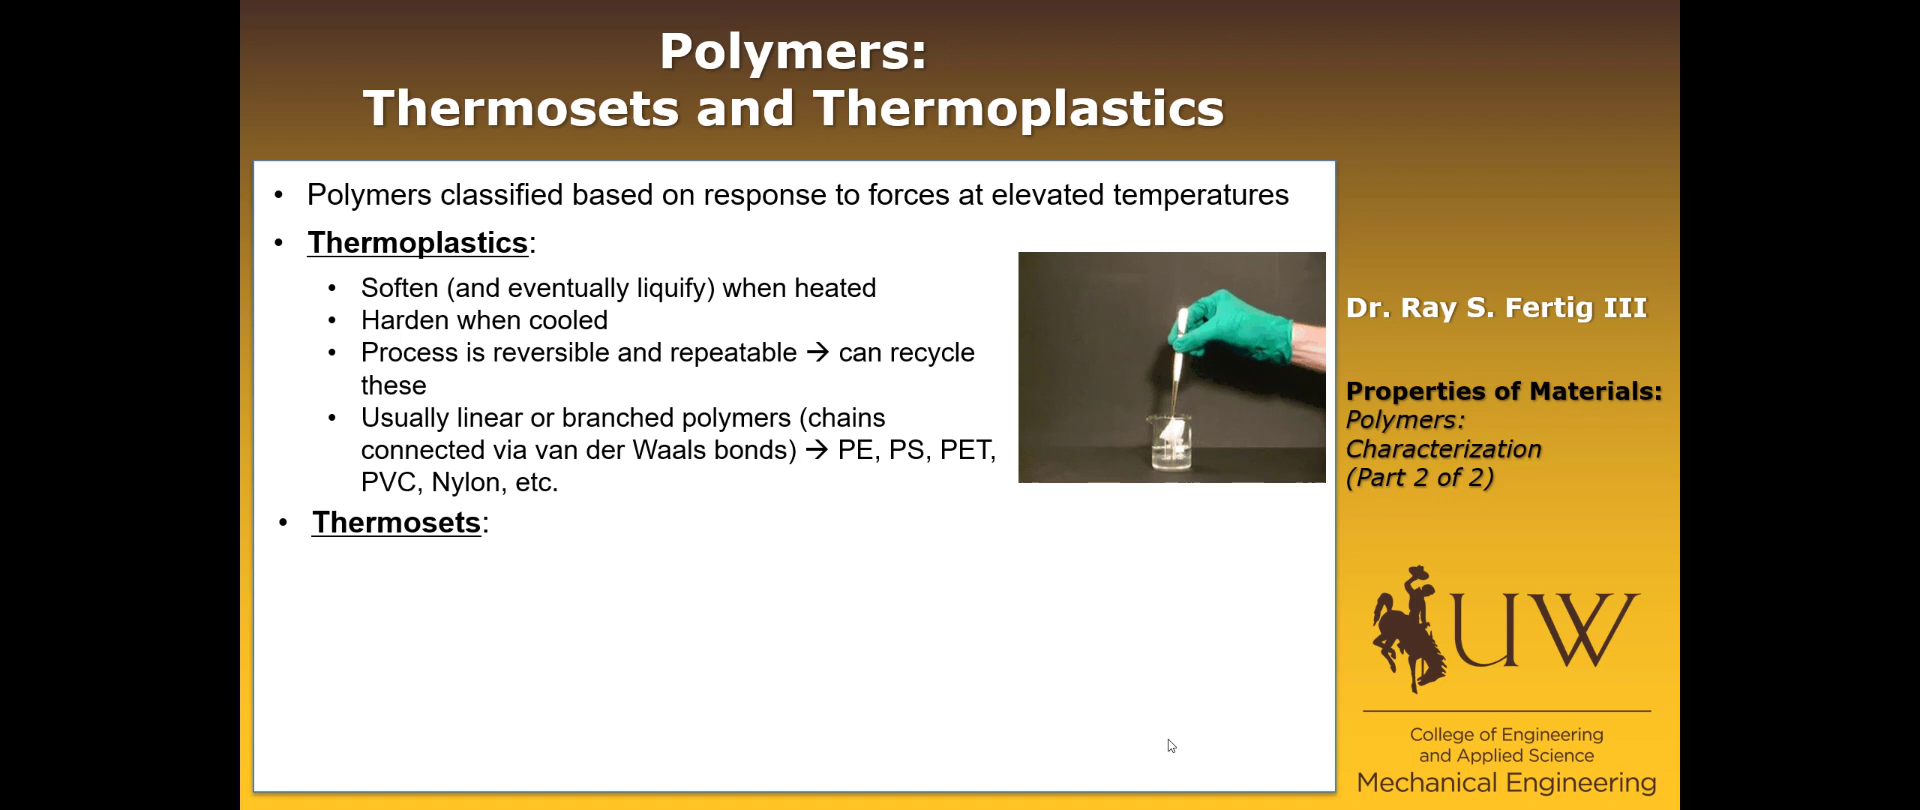 Polymers:
Thermosets and Thermoplastics
• Polymers classified based on response to forces at elevated temperatures
• Thermoplastics:
• Soften (and eventually liquify) when heated
• Harden when cooled
• Process is reversible and repeatable → can recycle
these
• Usually linear or branched polymers (chains
connected via van der Waals bonds) → PE, PS, PET,
PVC, Nylon, etc.
• Thermosets:
Dr. Ray S. Fertig III
Properties of Materials:
Polymers:
Characterization
(Part 2 of 2)
UW
College of Engineering
and Applied Science
Mechanical Engineering